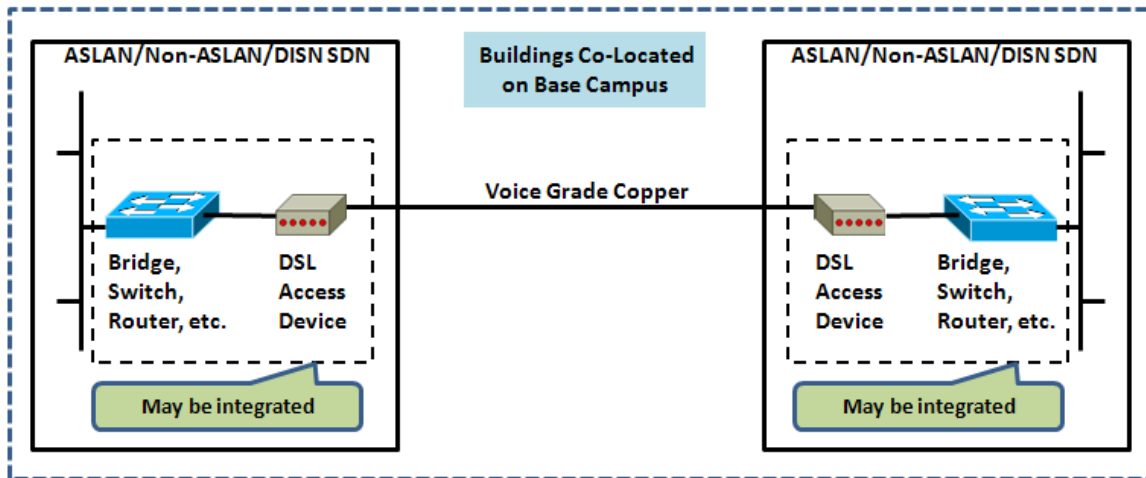 ASLAN/Non-ASLAN/DISN SDN
Buildings Co-Located
on Base Campus
ASLAN/Non-ASLAN/DISN SDN
Voice Grade Copper
Bridge,
Switch,
Router, etc.
DSL
Access
Device
DSL
Access
Device
Bridge,
Switch,
Router, etc.
May be integrated
May be integrated